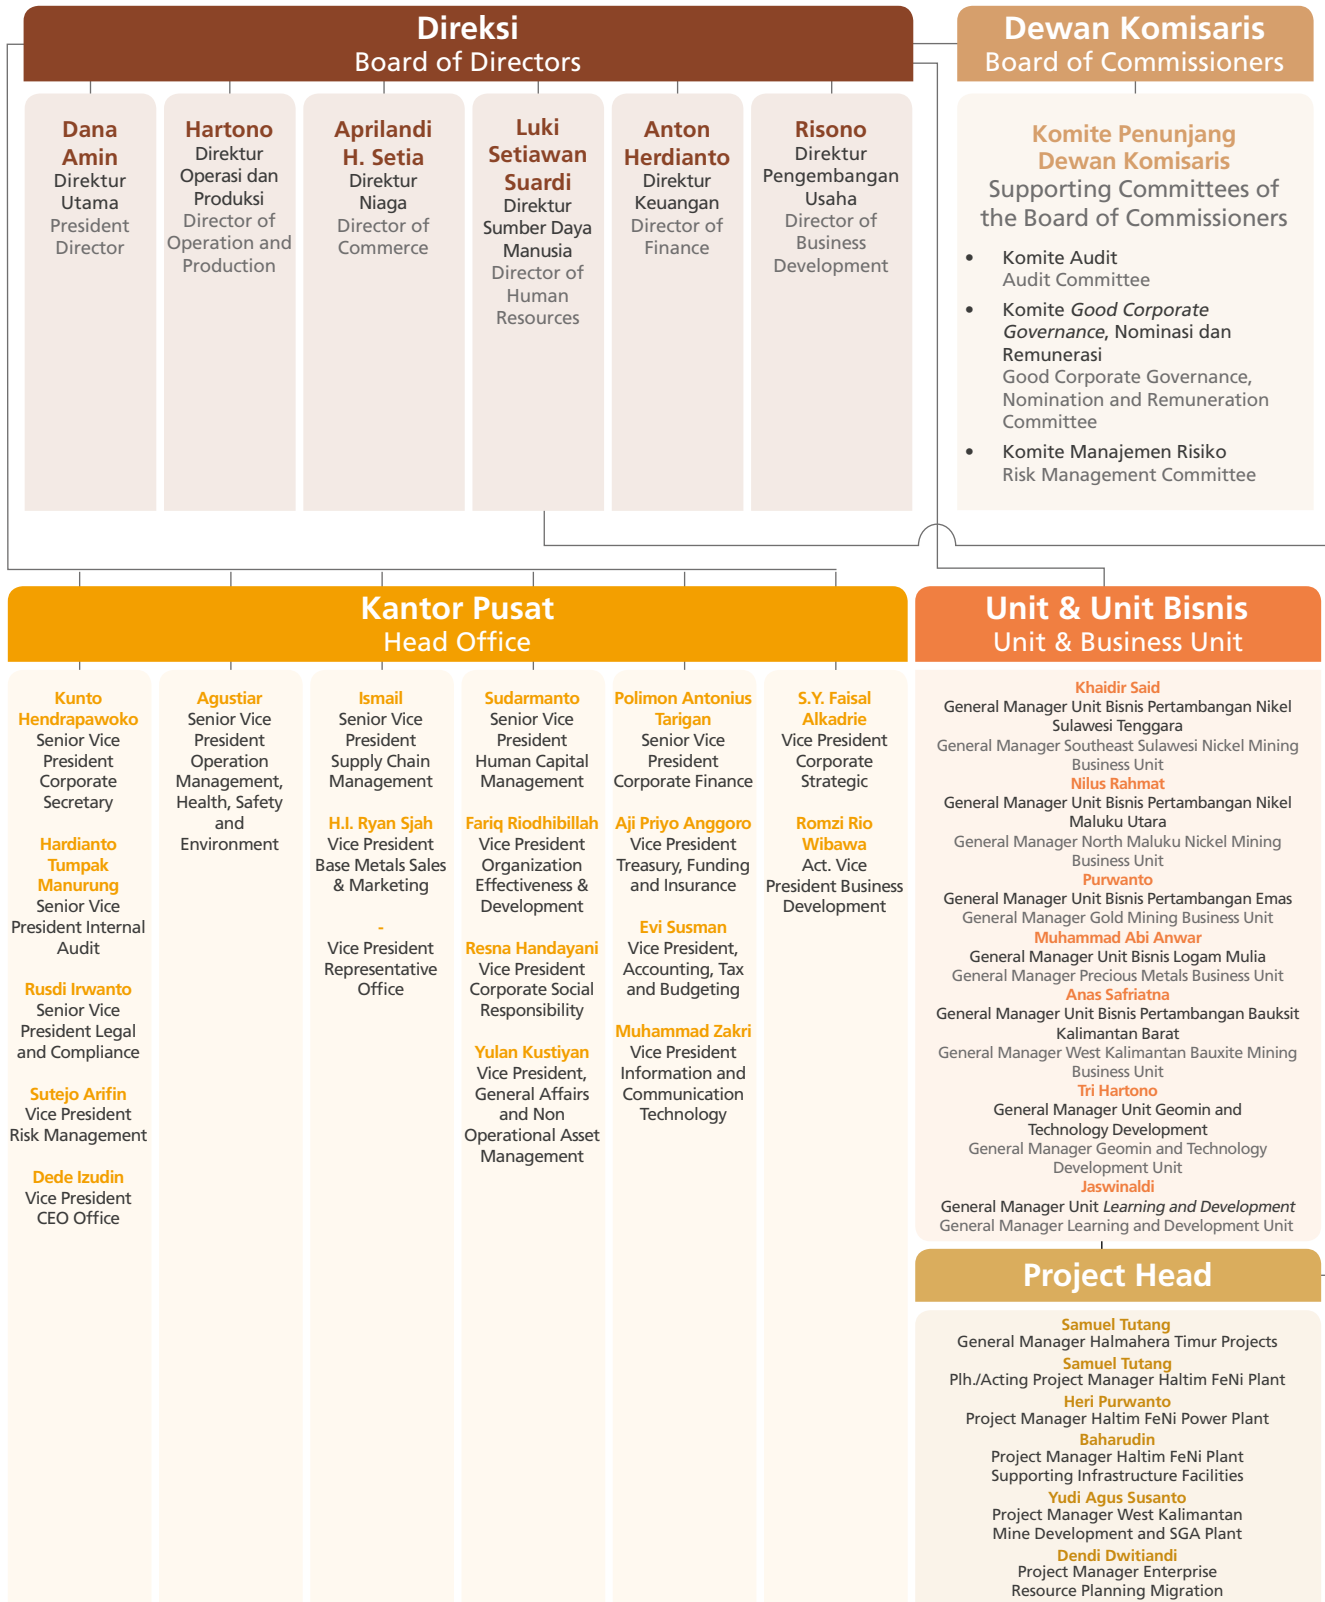 Direksi
Board of Directors
Dana
Amin
Direktur
Utama
President
Director
Hartono
Direktur
Operasi dan
Produksi
Director of
Operation and
Production
Aprilandi
H. Setia
Direktur
Niaga
Director of
Commerce
Luki
Setiawan
Suardi
Direktur
Sumber Daya
Manusia
Director of
Human
Resources
Anton
Herdianto
Direktur
Keuangan
Director of
Finance
Risono
Direktur
Pengembangan
Usaha
Director of
Business
Development
Dewan Komisaris
Board of Commissioners
Komite Penunjang
Dewan Komisaris
Supporting Committees of
the Board of Commissioners
• Komite Audit
Audit Committee
• Komite Good Corporate
Governance, Nominasi dan
Remunerasi
Good Corporate Governance,
Nomination and Remuneration
Committee
• Komite Manajemen Risiko
Risk Management Committee
Kantor Pusat
Head Office
Kunto
Hendrapawoko
Senior Vice
President
Corporate
Secretary
Hardianto
Tumpak
Manurung
Senior Vice
President Internal
Audit
Rusdi Irwanto
Senior Vice
President Legal
and Compliance
Sutejo Arifin
Vice President
Risk Management
Dede Izudin
Vice President
CEO Office
Agustiar
Senior Vice
President
Operation
Management,
Health, Safety
and
Environment
Ismail
Senior Vice
President
Supply Chain
Management
H.I. Ryan Sjah
Vice President
Base Metals Sales
& Marketing
-
Vice President
Representative
Office
Sudarmanto
Senior Vice
President
Human Capital
Management
Fariq Riodhibillah
Vice President
Organization
Effectiveness &
Development
Resna Handayani
Vice President
Corporate Social
Responsibility
Yulan Kustiyan
Vice President,
General Affairs
and Non
Operational Asset
Management
Polimon Antonius
Tarigan
Senior Vice
President
Corporate Finance
Aji Priyo Anggoro
Vice President
Treasury, Funding
and Insurance
Evi Susman
Vice President,
Accounting, Tax
and Budgeting
Muhammad Zakri
Vice President
Information and
Communication
Technology
S.Y. Faisal
Alkadrie
Vice President
Corporate
Strategic
Romzi Rio
Wibawa
Act. Vice
President Business
Development
Unit & Unit Bisnis
Unit & Business Unit
Khaidir Said
General Manager Unit Bisnis Pertambangan Nikel
Sulawesi Tenggara
General Manager Southeast Sulawesi Nickel Mining
Business Unit
Nilus Rahmat
General Manager Unit Bisnis Pertambangan Nikel
Maluku Utara
General Manager North Maluku Nickel Mining
Business Unit
Purwanto
General Manager Unit Bisnis Pertambangan Emas
General Manager Gold Mining Business Unit
Muhammad Abi Anwar
General Manager Unit Bisnis Logam Mulia
General Manager Precious Metals Business Unit
Anas Safriatna
General Manager Unit Bisnis Pertambangan Bauksit
Kalimantan Barat
General Manager West Kalimantan Bauxite Mining
Business Unit
Tri Hartono
General Manager Unit Geomin and
Technology Development
General Manager Geomin and Technology
Development Unit
Jaswinaldi
General Manager Unit Learning and Development
General Manager Learning and Development Unit
Project Head
Samuel Tutang
General Manager Halmahera Timur Projects
Samuel Tutang
Plh./Acting Project Manager Haltim FeNi Plant
Heri Purwanto
Project Manager Haltim FeNi Power Plant
Baharudin
Project Manager Haltim FeNi Plant
Supporting Infrastructure Facilities
Yudi Agus Susanto
Project Manager West Kalimantan
Mine Development and SGA Plant
Dendi Dwitiandi
Project Manager Enterprise
Resource Planning Migration